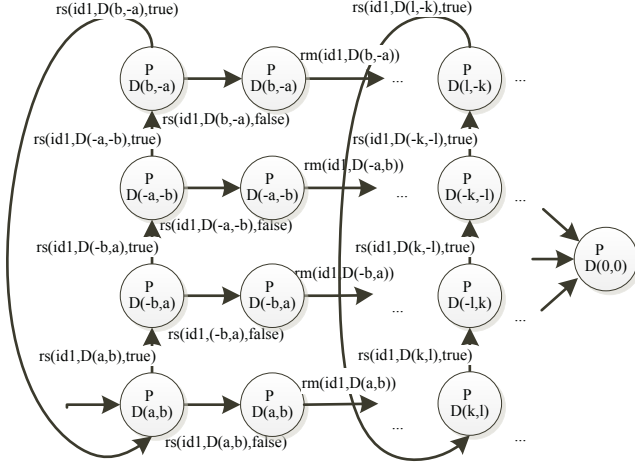 rs(id1,D(b,-a),true)
rs(id1,D(l,-k),true)
P
D(b,-a)
P
D(b,-a)
rm(id1,D(b,-a))
...
P
D(l,-k)
...
rs(id1,D(b,-a),false)
rs(id1,D(-a,-b),true)
rs(id1,D(-k,-l),true)
P
D(-a,-b)
P
D(-a,-b)
rm(id1,D(-a,b))
...
P
D(-k,-l)
...
rs(id1,D(-a,-b),false)
rs(id1,D(-b,a),true)
rs(id1,D(k,-l),true)
P
D(0,0)
P
D(-b,a)
P
D(-b,a)
rm(id1,D(-b,a))
...
P
D(-l,k)
...
rs(id1,(-b,a),false)
rs(id1,D(a,b),true)
rs(id1,D(k,l),true)
P
D(a,b)
P
D(a,b)
rm(id1,D(a,b))
...
P
D(k,l)
...
rs(id1,D(a,b),false)